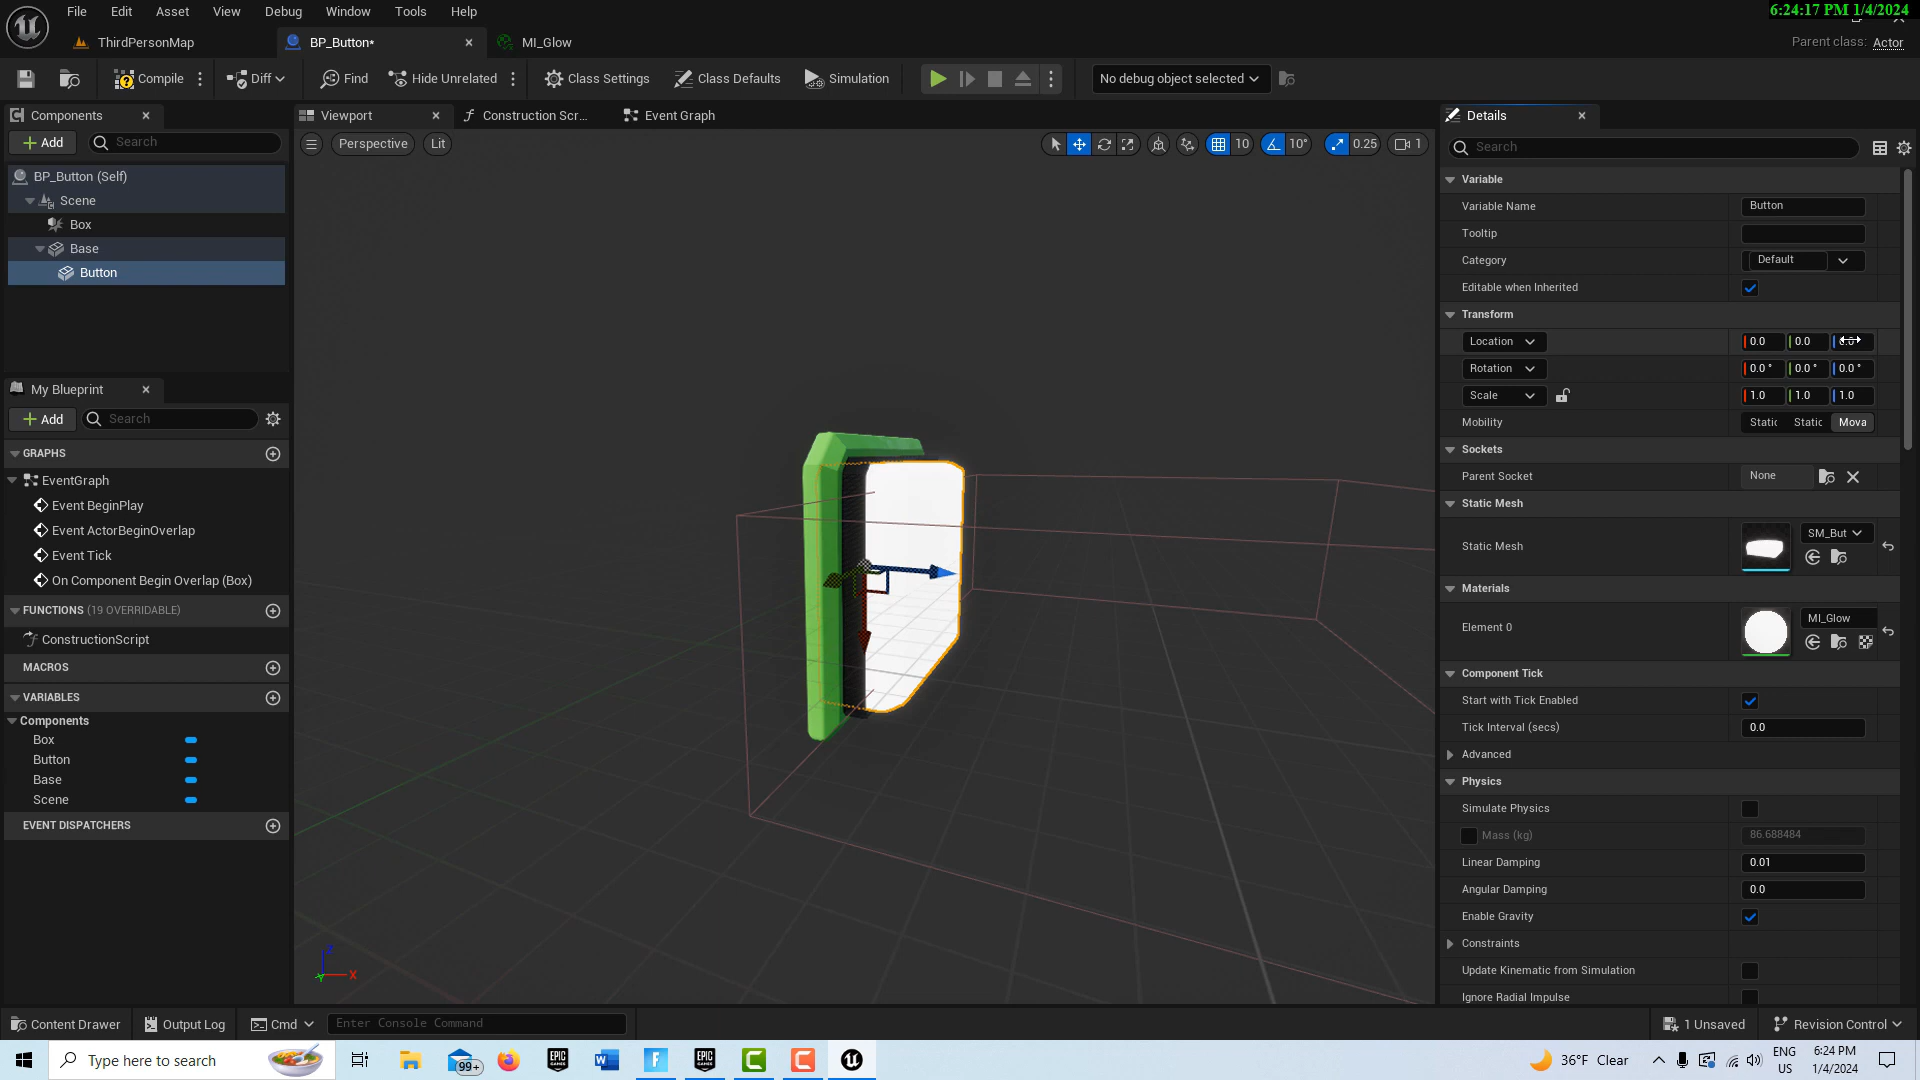 6:24:17 PM 1/4/2024
File Edit Asset View Debug Window Tools Help
ThirdPersonMap
BP_Button*
MI_Glow
Parent class: Actor
Compile
Diff
Find
Hide Unrelated
Class Settings
Class Defaults
Simulation
No debug object selected
Components
Add
Search
BP_Button (Self)
Scene
Box
Base
Button
My Blueprint
Add
Search
GRAPHS
EventGraph
Event BeginPlay
Event ActorBeginOverlap
Event Tick
On Component Begin Overlap (Box)
FUNCTIONS (19 OVERRIDABLE)
ConstructionScript
MACROS
VARIABLES
Components
Box
Button
Base
Scene
EVENT DISPATCHERS
Viewport
Construction Scr...
Event Graph
Perspective
Lit
10
10°
0.25
1
Z
X
Y
Details
Search
Variable
Variable Name Button
Tooltip
Category Default
Editable when Inherited
Transform
Location 0.0 0.0
Rotation 0.0 ° 0.0 ° 0.0 °
Scale 1.0 1.0 1.0
Mobility Static Static Mova
Sockets
Parent Socket None
Static Mesh
Static Mesh SM_But
Materials
Element 0 MI_Glow
Component Tick
Start with Tick Enabled
Tick Interval (secs) 0.0
Advanced
Physics
Simulate Physics
Mass (kg) 86.688484
Linear Damping 0.01
Angular Damping 0.0
Enable Gravity
Constraints
Update Kinematic from Simulation
Ignore Radial Impulse
Content Drawer
Output Log
Cmd
Enter Console Command
1 Unsaved
Revision Control
Type here to search
99+
EPIC GAMES
EPIC GAMES
36°F Clear
ENG
US
6:24 PM
1/4/2024